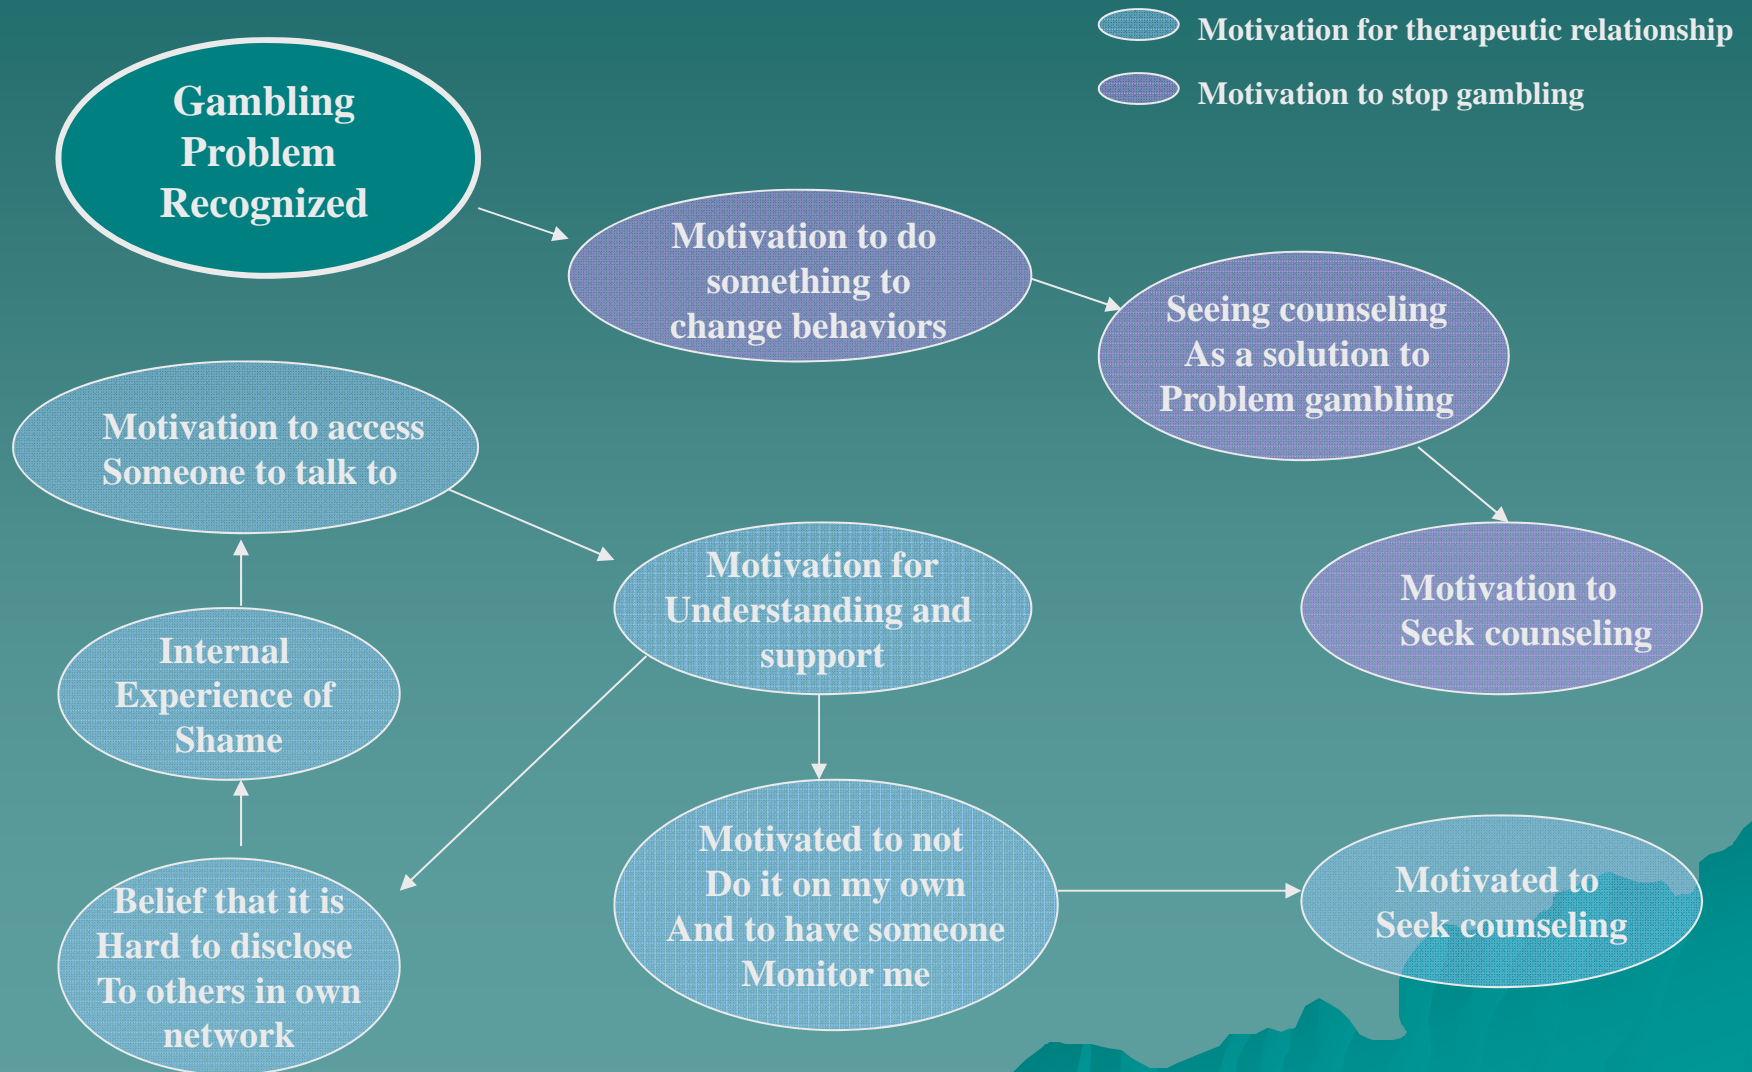 Motivation for therapeutic relationship
Motivation to stop gambling
Gambling
Problem
Recognized
Motivation to do
something to
change behaviors
Seeing counseling
As a solution to
Problem gambling
Motivation to access
Someone to talk to
Motivation for
Understanding and
support
Motivation to
Seek counseling
Internal
Experience of
Shame
Motivated to not
Do it on my own
And to have someone
Monitor me
Motivated to
Seek counseling
Belief that it is
Hard to disclose
To others in own
network